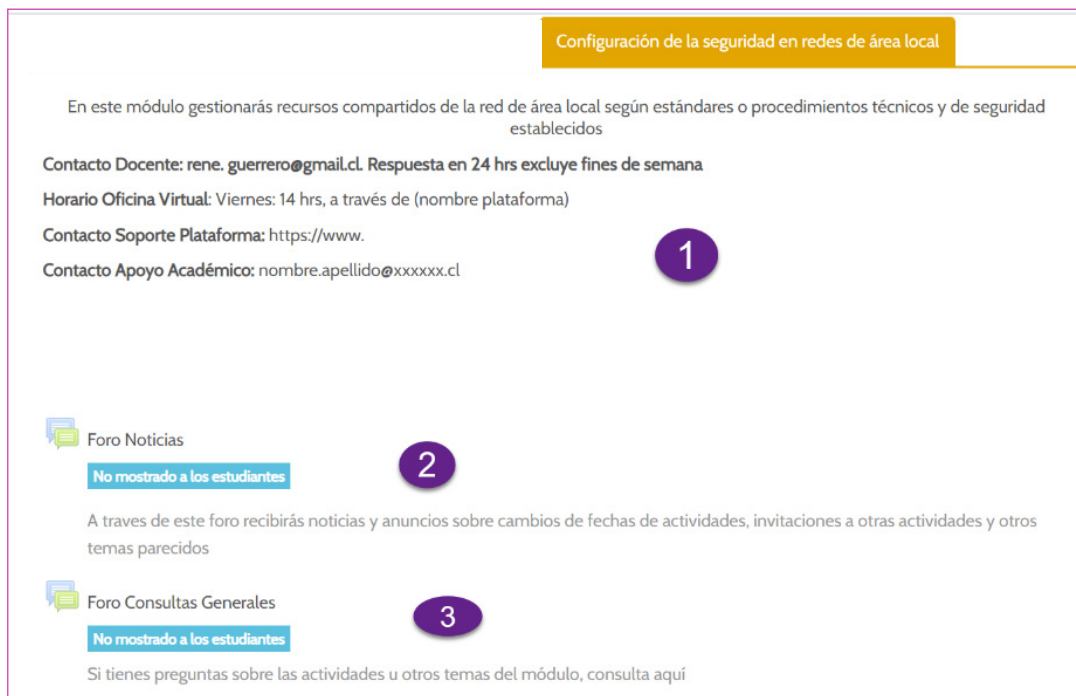 Configuración de la seguridad en redes de área local
En este módulo gestionarás recursos compartidos de la red de área local según estándares o procedimientos técnicos y de seguridad
establecidos
Contacto Docente: rene. guerrero@gmail.cl. Respuesta en 24 hrs excluye fines de semana
Horario Oficina Virtual: Viernes: 14 hrs, a través de (nombre plataforma)
Contacto Soporte Plataforma: https://www.
1
Contacto Apoyo Académico: nombre.apellido@xxxxxx.cl
Foro Noticias
2
No mostrado a los estudiantes
A traves de este foro recibirás noticias y anuncios sobre cambios de fechas de actividades, invitaciones a otras actividades y otros
temas parecidos
Foro Consultas Generales
3
No mostrado a los estudiantes
Si tienes preguntas sobre las actividades u otros temas del módulo, consulta aquí